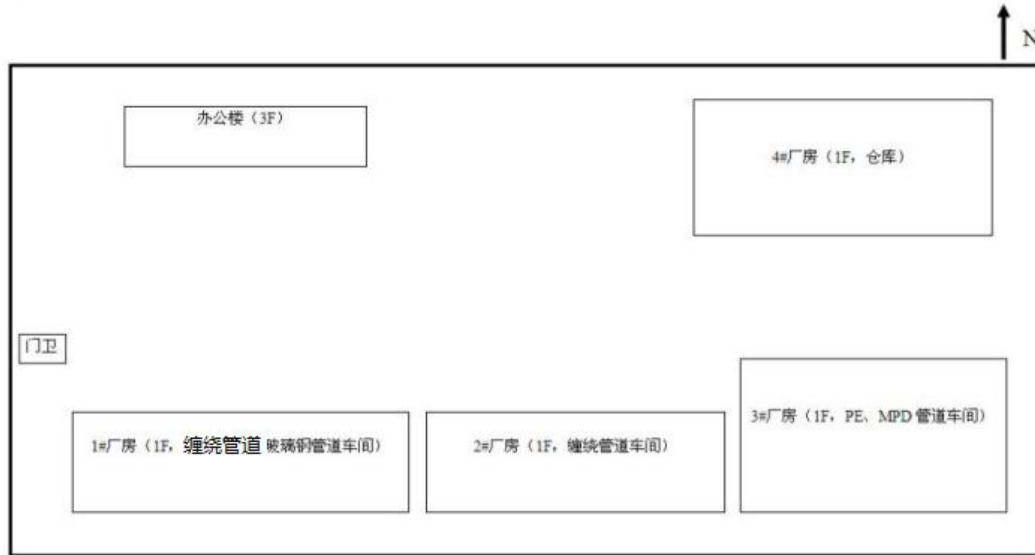 N
办公楼（3F）
4#厂房（1F，仓库）
门卫
3#厂房（1F，PE、MPD 管道车间）
1#厂房（1F，缠绕管道 玻璃钢管道车间）
2#厂房（1F，缠绕管道车间）